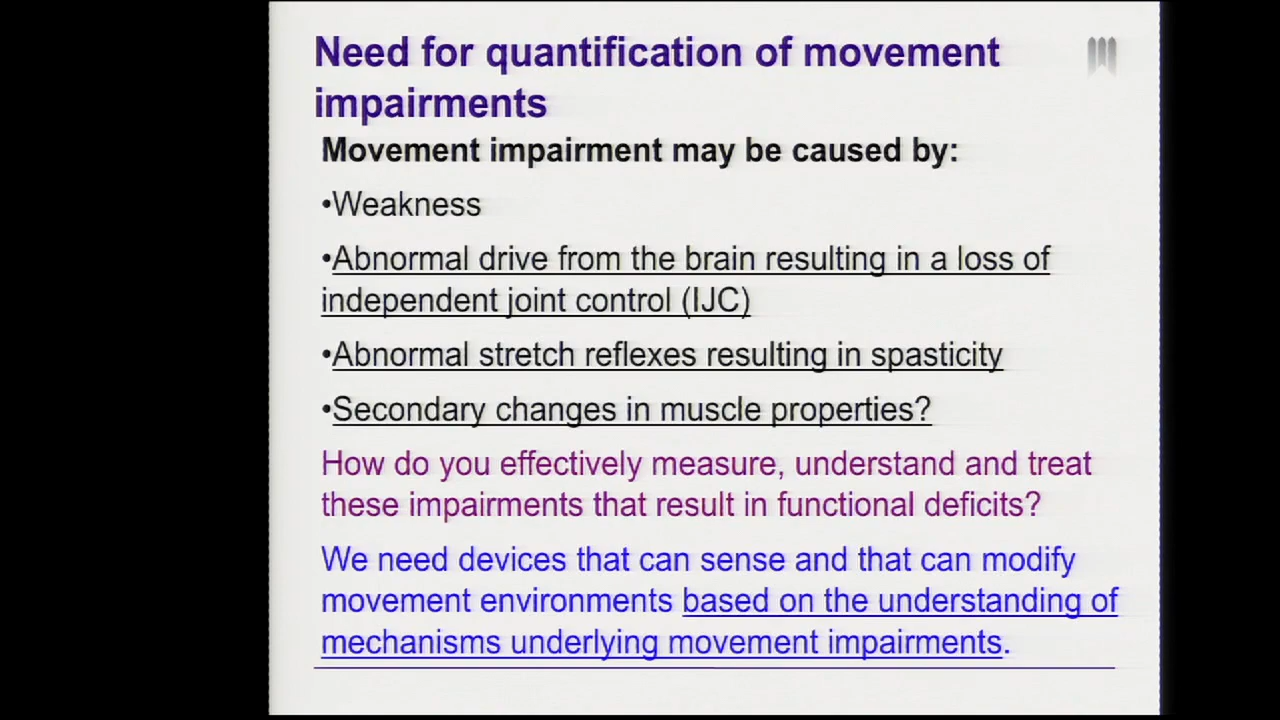 Need for quantification of movement
impairments
Movement impairment may be caused by:
•Weakness
•Abnormal drive from the brain resulting in a loss of
independent joint control (IJC)
•Abnormal stretch reflexes resulting in spasticity
•Secondary changes in muscle properties?
How do you effectively measure, understand and treat
these impairments that result in functional deficits?
We need devices that can sense and that can modify
movement environments based on the understanding of
mechanisms underlying movement impairments.